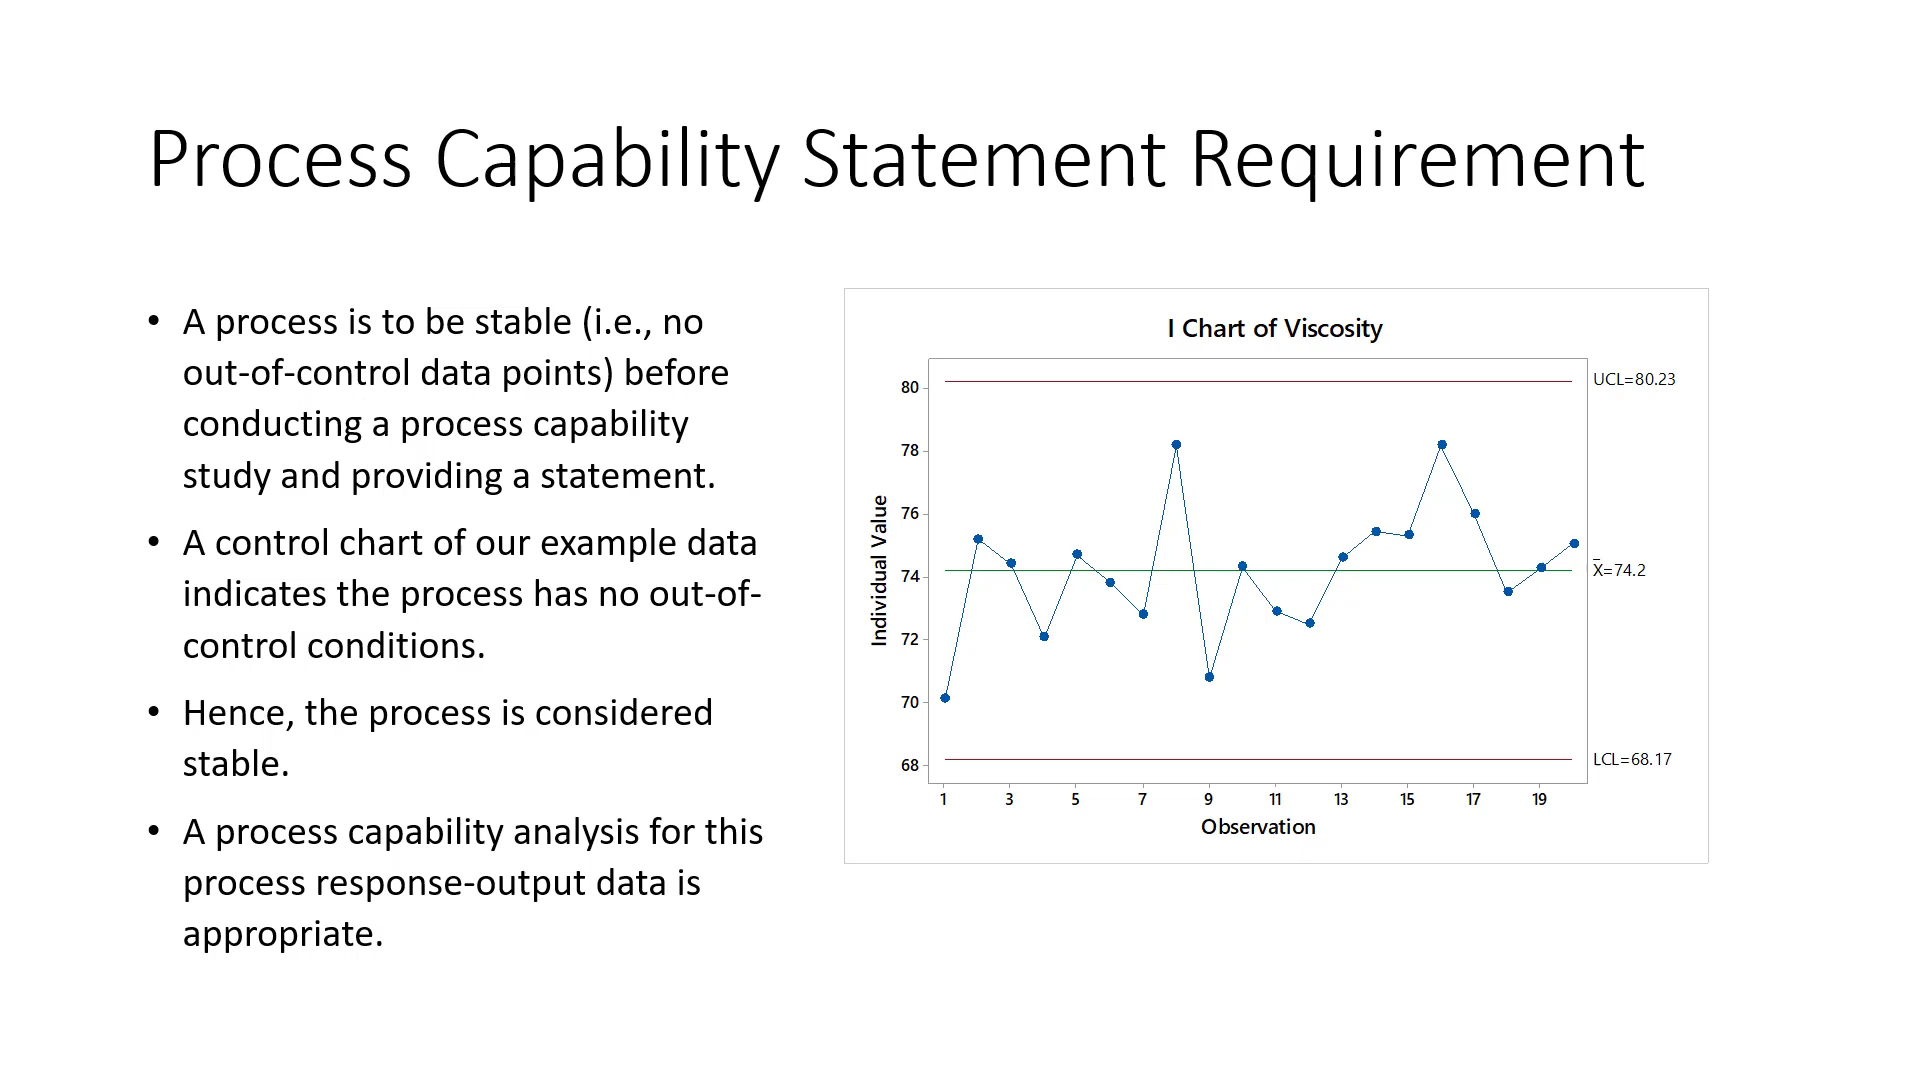 Process Capability Statement Requirement
• A process is to be stable (i.e., no
out-of-control data points) before
conducting a process capability
study and providing a statement.
• A control chart of our example data
indicates the process has no out-of-
control conditions.
• Hence, the process is considered
stable.
• A process capability analysis for this
process response-output data is
appropriate.
I Chart of Viscosity
UCL=80.23
X̅=74.2
LCL=68.17
Individual Value
80
78
76
74
72
70
68
1 3 5 7 9 11 13 15 17 19
Observation